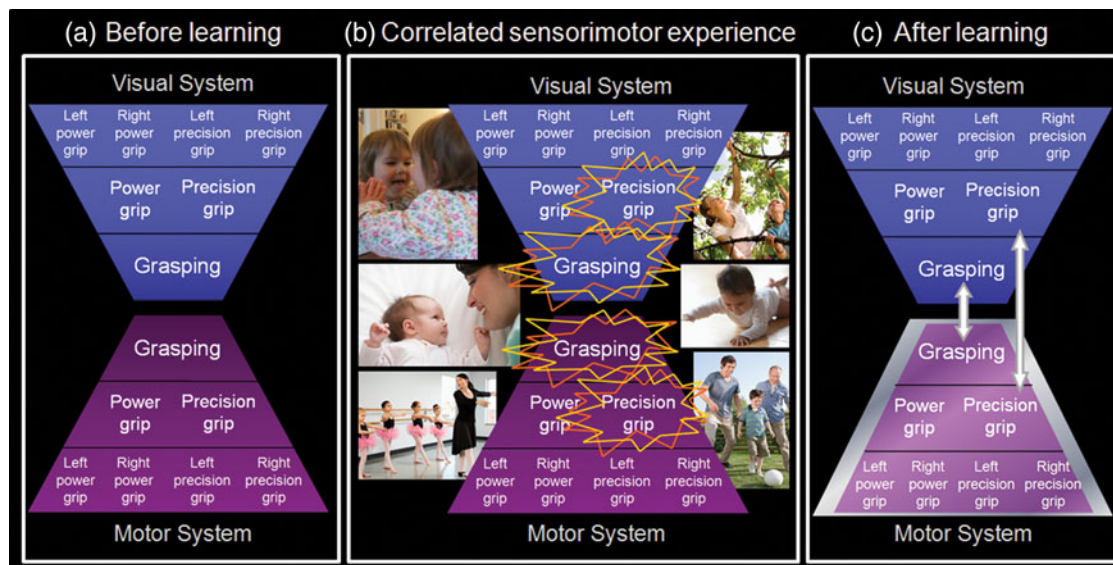 (a) Before learning
Visual System
Left power grip
Right power grip
Left precision grip
Right precision grip
Power grip
Precision grip
Grasping
Grasping
Power grip
Precision grip
Left power grip
Right power grip
Left precision grip
Right precision grip
Motor System
(b) Correlated sensorimotor experience
Visual System
Left power grip
Right power grip
Left precision grip
Right precision grip
Power grip
Precision grip
Grasping
Grasping
Power grip
Precision grip
Left power grip
Right power grip
Left precision grip
Right precision grip
Motor System
(c) After learning
Visual System
Left power grip
Right power grip
Left precision grip
Right precision grip
Power grip
Precision grip
Grasping
Grasping
Power grip
Precision grip
Left power grip
Right power grip
Left precision grip
Right precision grip
Motor System